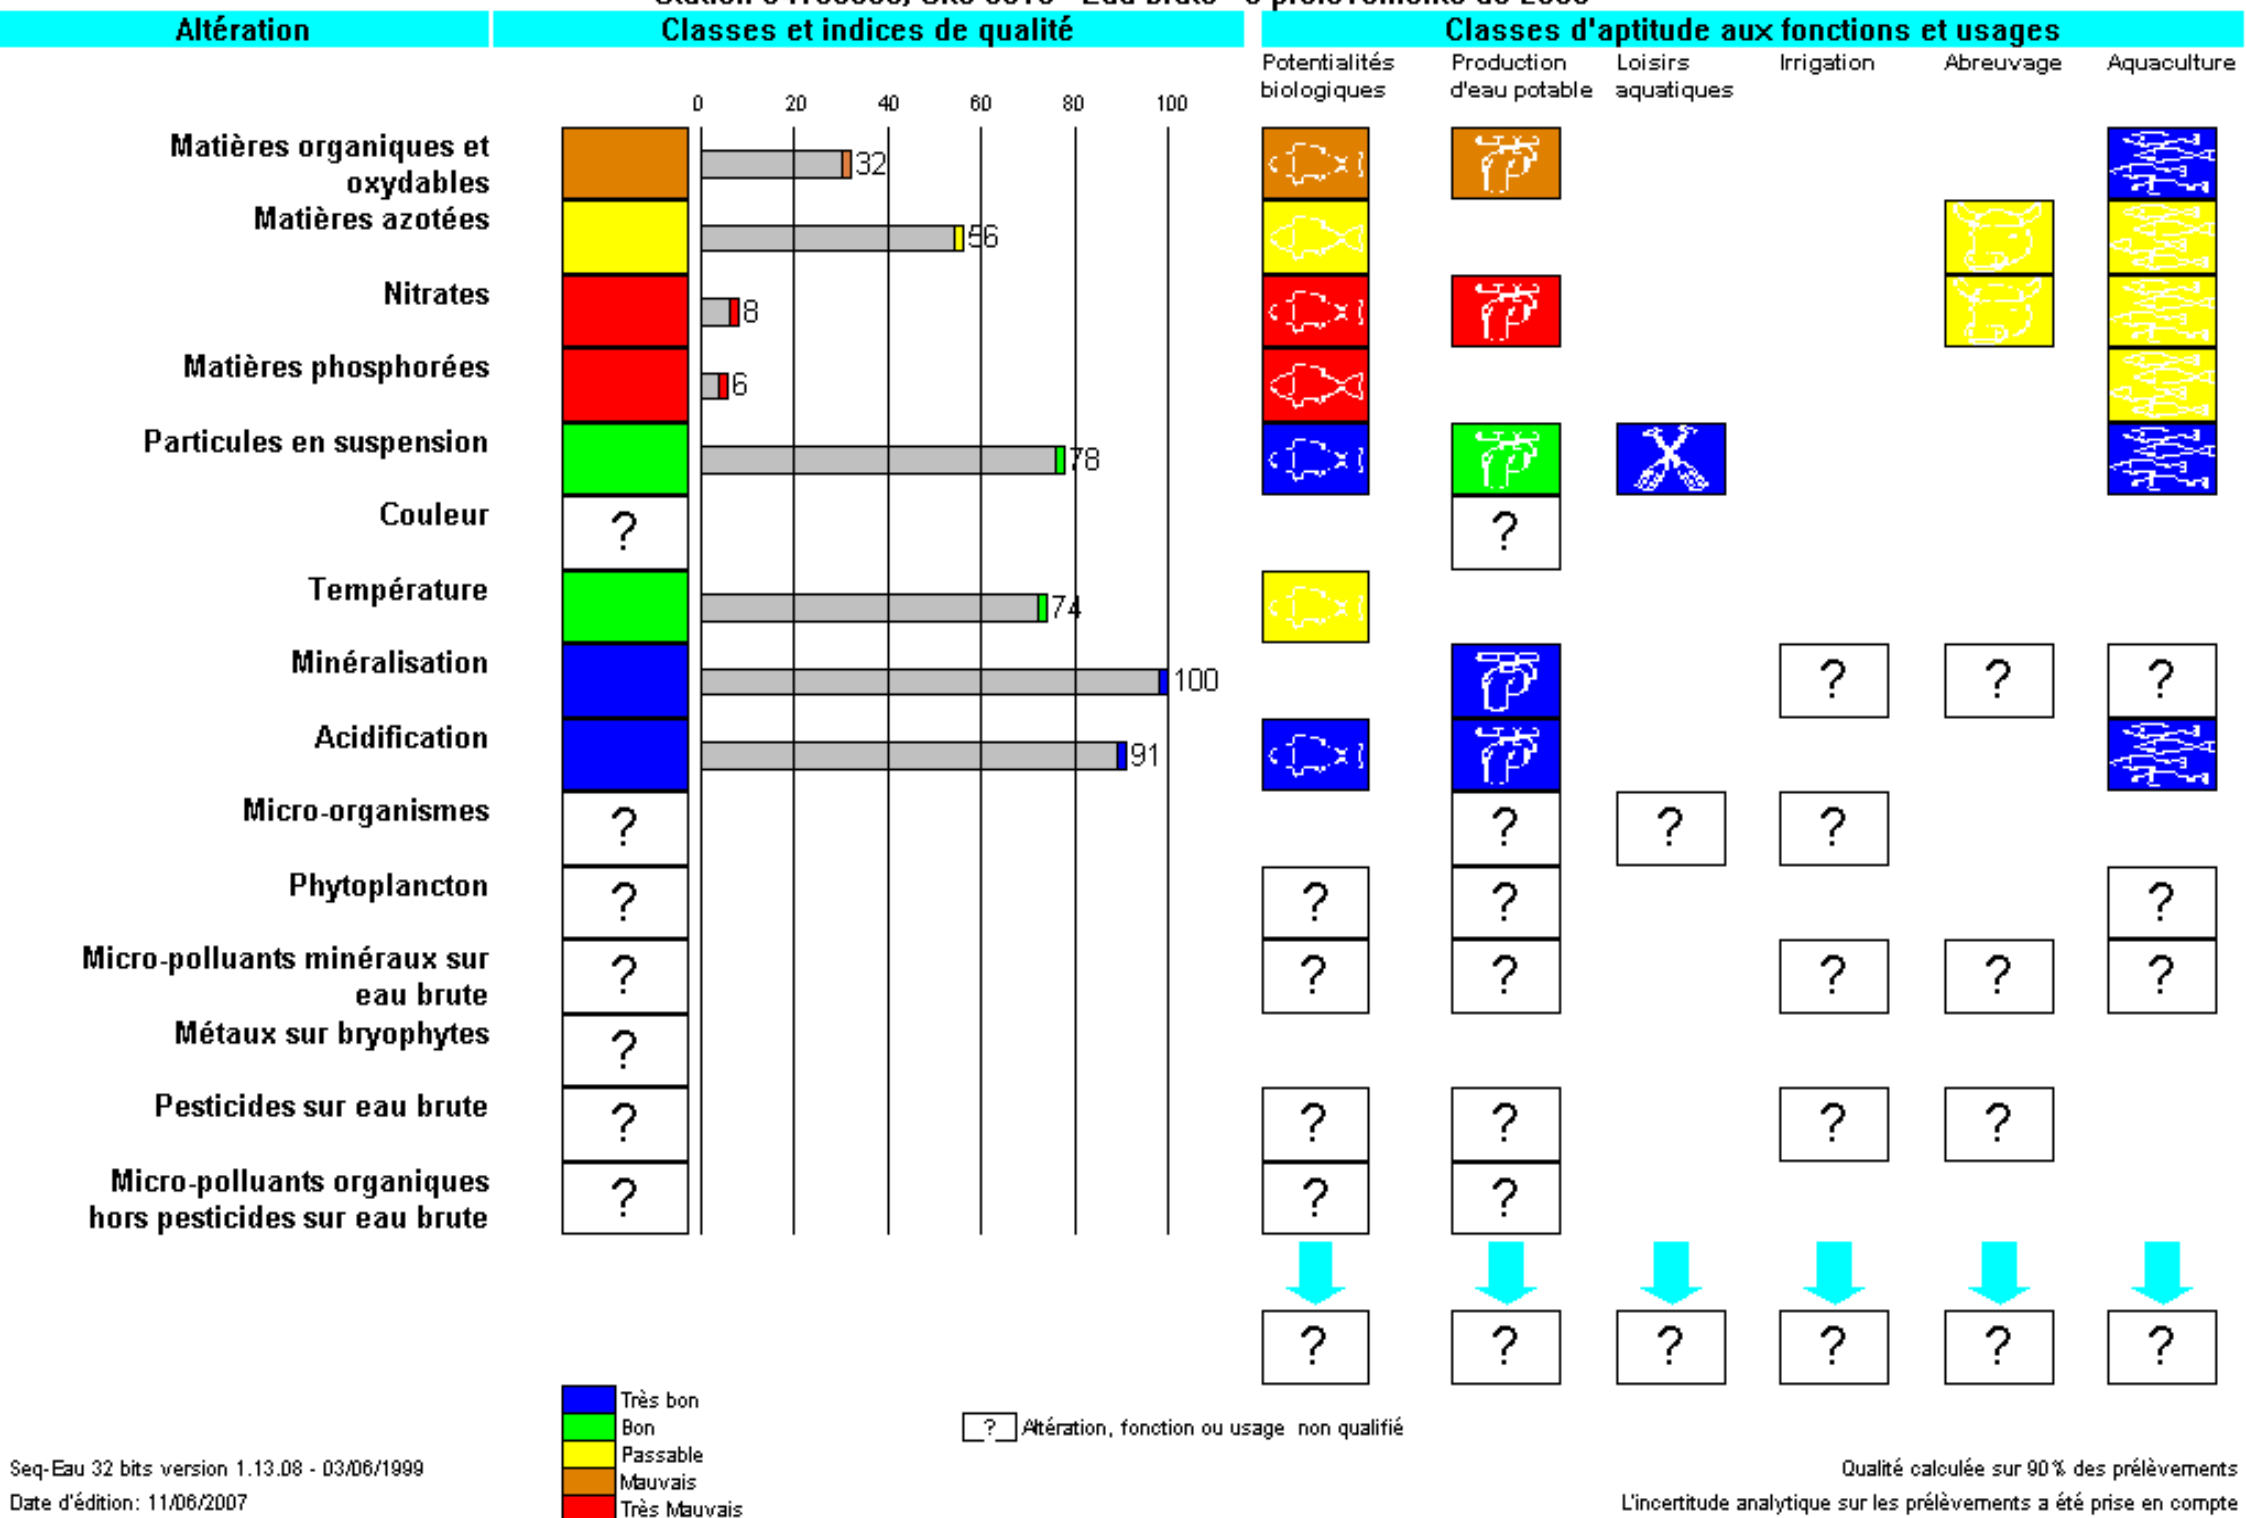 Altération
Classes et indices de qualité
Classes d'aptitude aux fonctions et usages
Potentialités
biologiques
Production
d'eau potable
Loisirs
aquatiques
Irrigation
Abreuvage
Aquaculture
0 20 40 60 80 100
Matières organiques et
oxydables
32
Matières azotées
56
Nitrates
8
Matières phosphorées
6
Particules en suspension
78
Couleur
? ?
Température
74
Minéralisation
100
? ? ?
Acidification
91
Micro-organismes
? ? ? ?
Phytoplancton
? ? ? ?
Micro-polluants minéraux sur
eau brute
? ? ? ? ? ?
Métaux sur bryophytes
?
Pesticides sur eau brute
? ? ? ? ?
Micro-polluants organiques
hors pesticides sur eau brute
? ? ?
? ? ? ? ? ?
Très bon
Bon
Passable
Mauvais
Très Mauvais
? Altération, fonction ou usage non qualifié
Seq-Eau 32 bits version 1.13.08 - 03/06/1999
Date d'édition: 11/06/2007
Qualité calculée sur 90% des prélèvements
L'incertitude analytique sur les prélèvements a été prise en compte